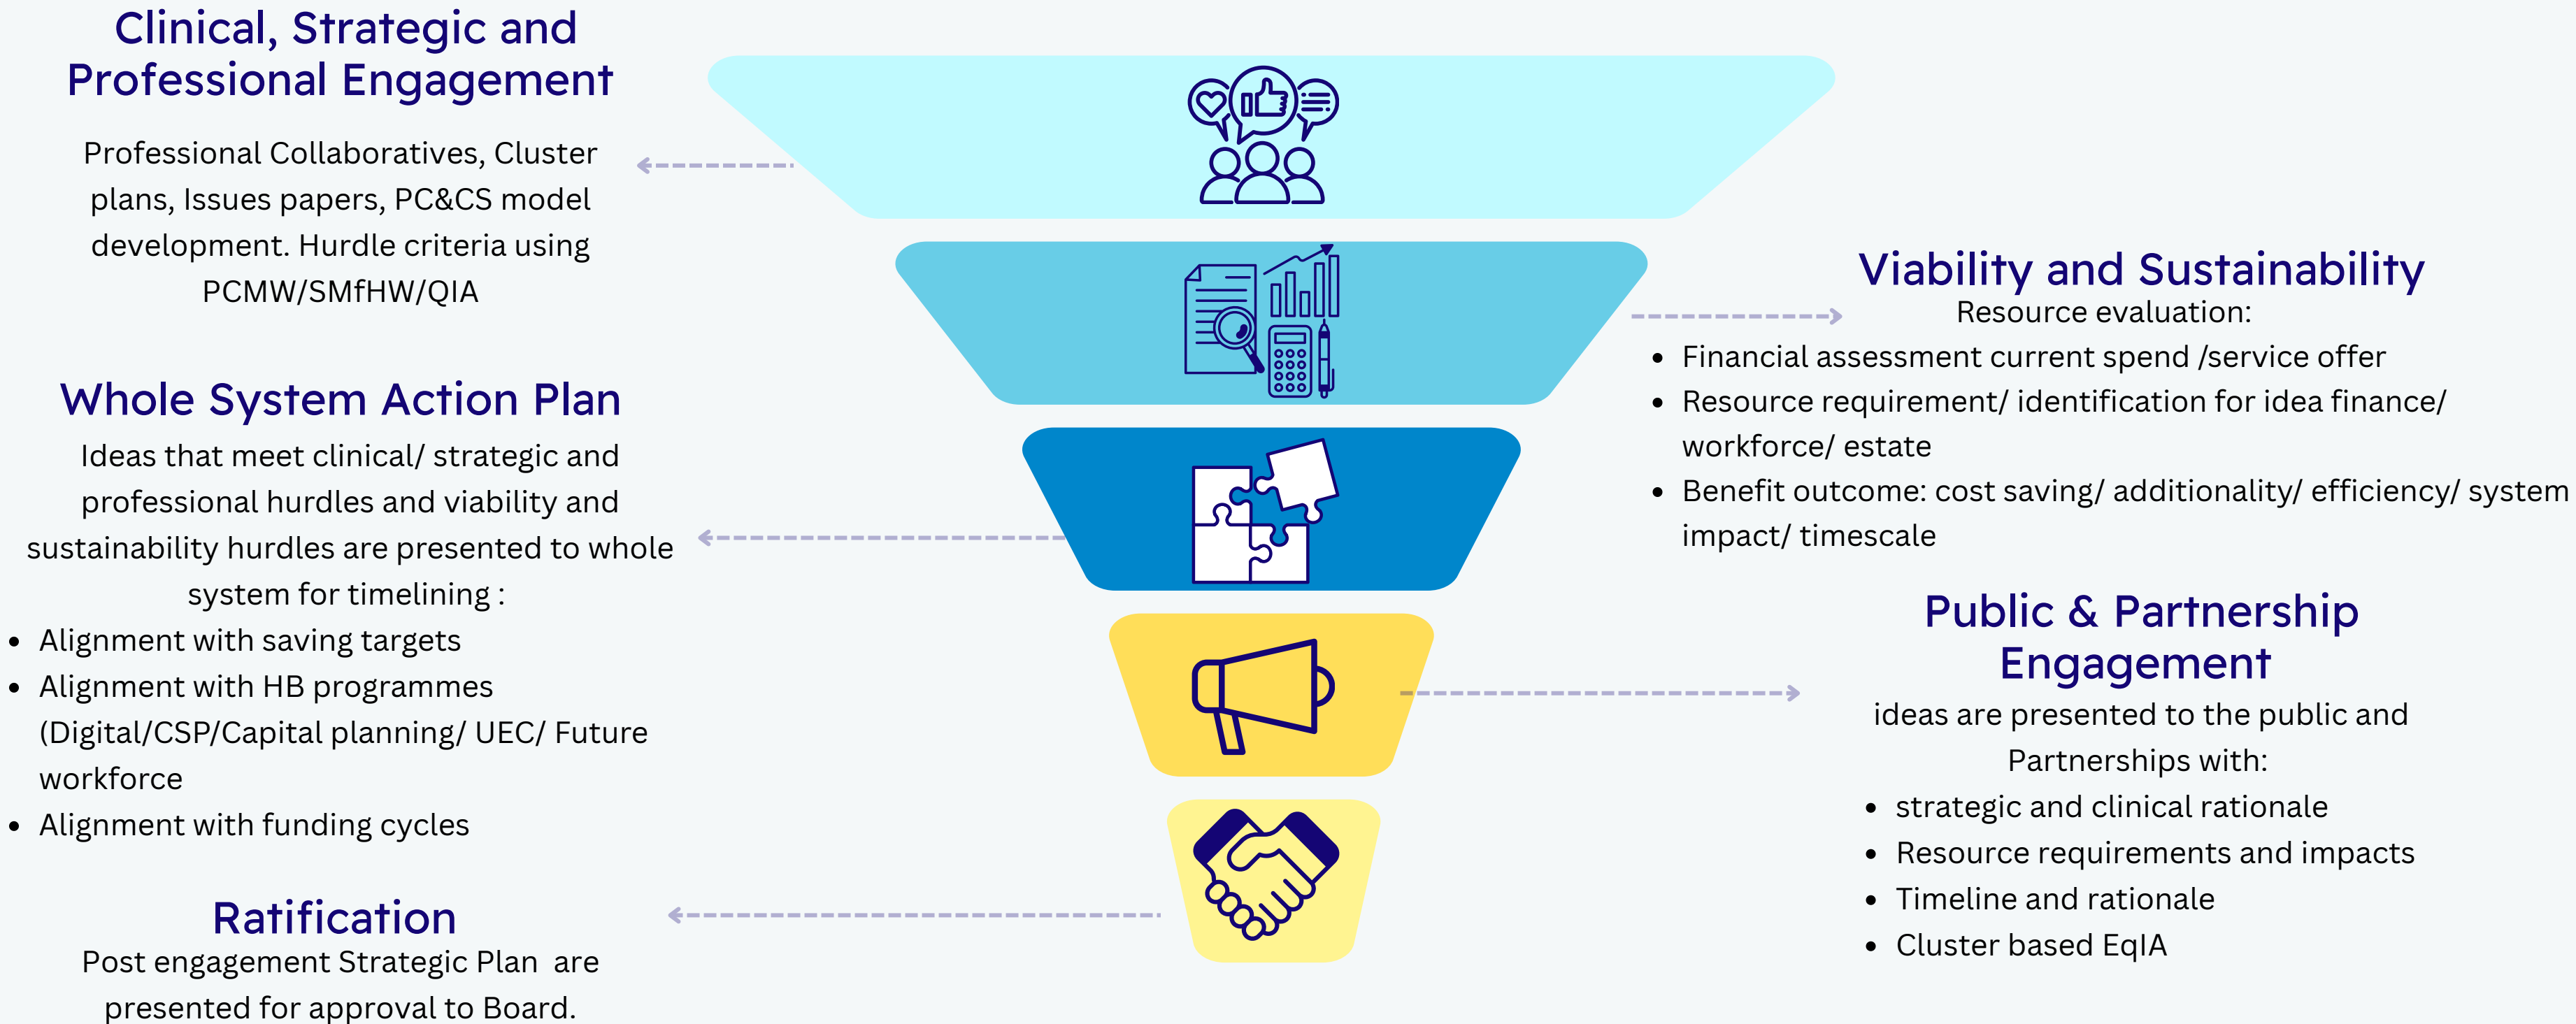 Clinical, Strategic and
Professional Engagement
Professional Collaboratives, Cluster
plans, Issues papers, PC&CS model
development. Hurdle criteria using
PCMW/SMfHW/QIA
Viability and Sustainability
Resource evaluation:
• Financial assessment current spend /service offer
• Resource requirement/ identification for idea finance/
workforce/ estate
• Benefit outcome: cost saving/ additionality/ efficiency/ system
impact/ timescale
Whole System Action Plan
Ideas that meet clinical/ strategic and
professional hurdles and viability and
sustainability hurdles are presented to whole
system for timelining :
• Alignment with saving targets
• Alignment with HB programmes
(Digital/CSP/Capital planning/ UEC/ Future
workforce
• Alignment with funding cycles
Public & Partnership
Engagement
ideas are presented to the public and
Partnerships with:
• strategic and clinical rationale
• Resource requirements and impacts
• Timeline and rationale
• Cluster based EqIA
Ratification
Post engagement Strategic Plan  are
presented for approval to Board.